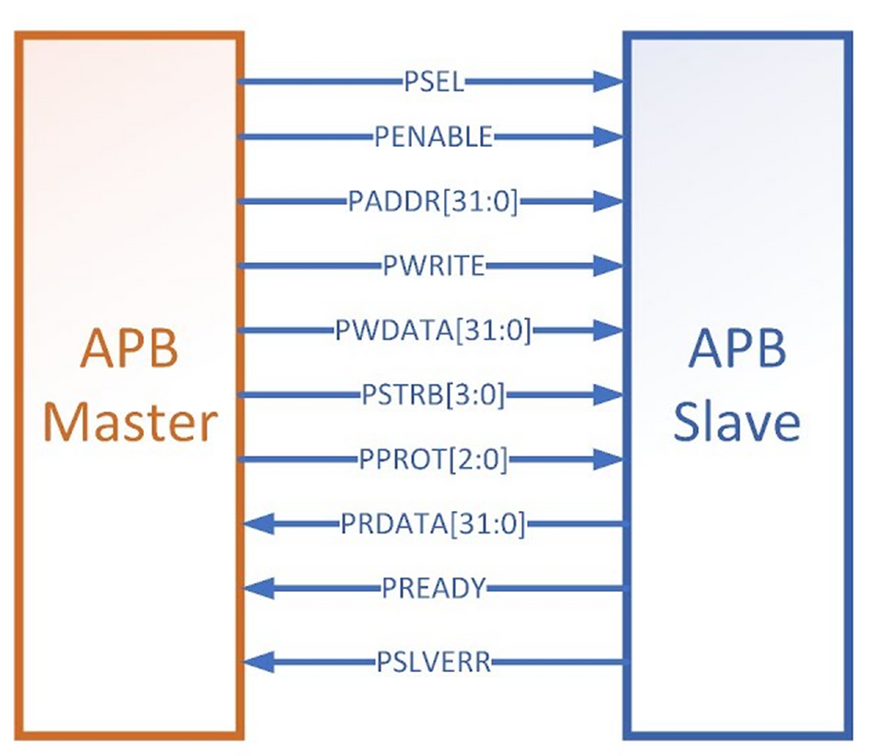 PSEL
PENABLE
PADDR[31:0]
PWRITE
PWDATA[31:0]
PSTRB[3:0]
PPROT[2:0]
PRDATA[31:0]
PREADY
PSLVERR
APB
Master
APB
Slave